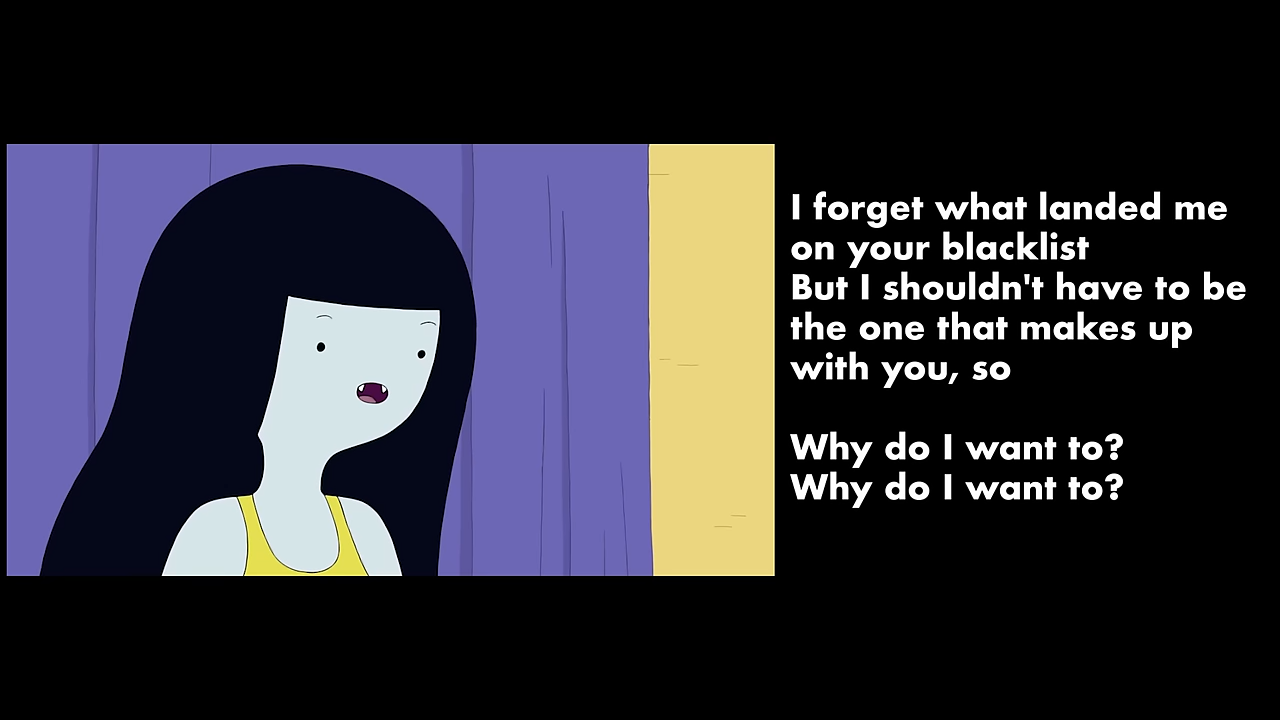 I forget what landed me
on your blacklist
But I shouldn't have to be
the one that makes up
with you, so
Why do I want to?
Why do I want to?